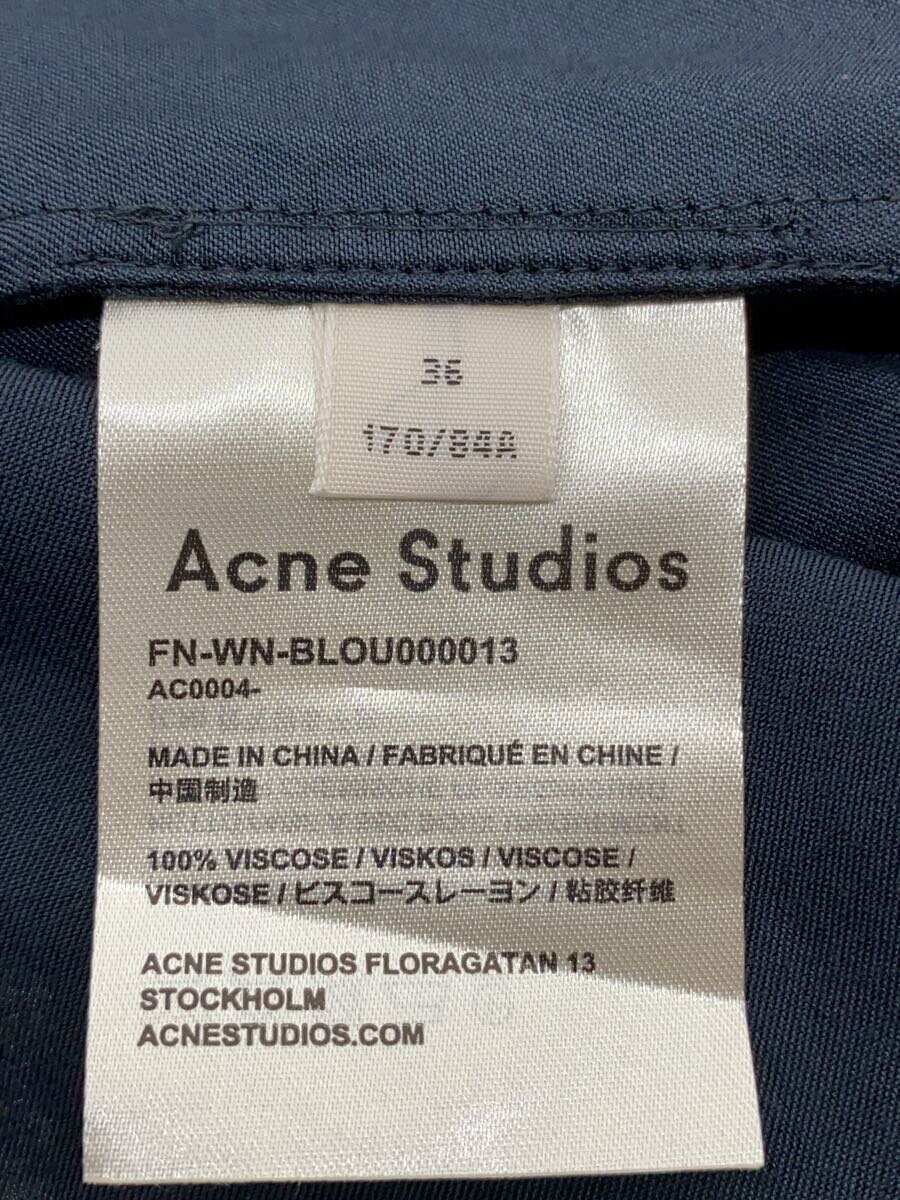 36
170/84A
Acne Studios
FN-WN-BLOU000013
AC0004-
MADE IN CHINA / FABRIQUÉ EN CHINE /
中国制造
100% VISCOSE / VISKOS / VISCOSE /
VISKOSE / ビスコースレーヨン / 粘胶纤维
ACNE STUDIOS FLORAGATAN 13
STOCKHOLM
ACNESTUDIOS.COM